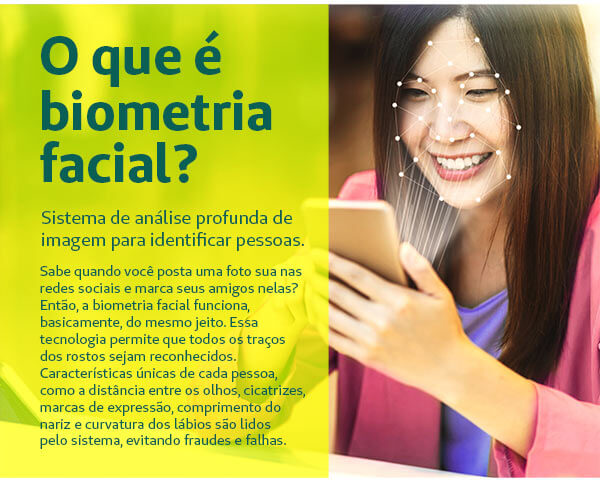 O que é
biometria
facial?
Sistema de análise profunda de
imagem para identificar pessoas.
Sabe quando você posta uma foto sua nas
redes sociais e marca seus amigos nelas?
Então, a biometria facial funciona,
basicamente, do mesmo jeito. Essa
tecnologia permite que todos os traços
dos rostos sejam reconhecidos.
Características únicas de cada pessoa,
como a distância entre os olhos, cicatrizes,
marcas de expressão, comprimento do
nariz e curvatura dos lábios são lidos
pelo sistema, evitando fraudes e falhas.